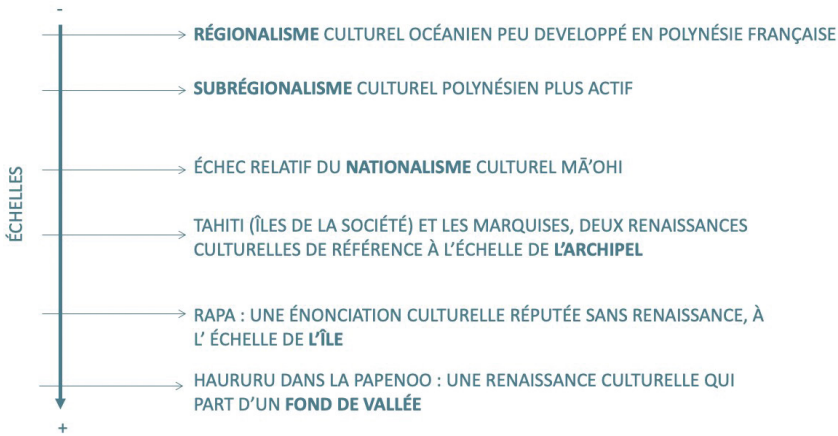 -
RÉGIONALISME CULTUREL OCÉANIEN PEU DEVELOPPÉ EN POLYNÉSIE FRANÇAISE
SUBRÉGIONALISME CULTUREL POLYNÉSIEN PLUS ACTIF
ÉCHELLES
ÉCHEC RELATIF DU NATIONALISME CULTUREL MĀ’OHI
TAHITI (ÎLES DE LA SOCIÉTÉ) ET LES MARQUISES, DEUX RENAISSANCES
CULTURELLES DE RÉFÉRENCE À L’ÉCHELLE DE L’ARCHIPEL
RAPA : UNE ÉNONCIATION CULTURELLE RÉPUTÉE SANS RENAISSANCE, À
L’ ÉCHELLE DE L’ÎLE
HAURURU DANS LA PAPENOO : UNE RENAISSANCE CULTURELLE QUI
PART D’UN FOND DE VALLÉE
+